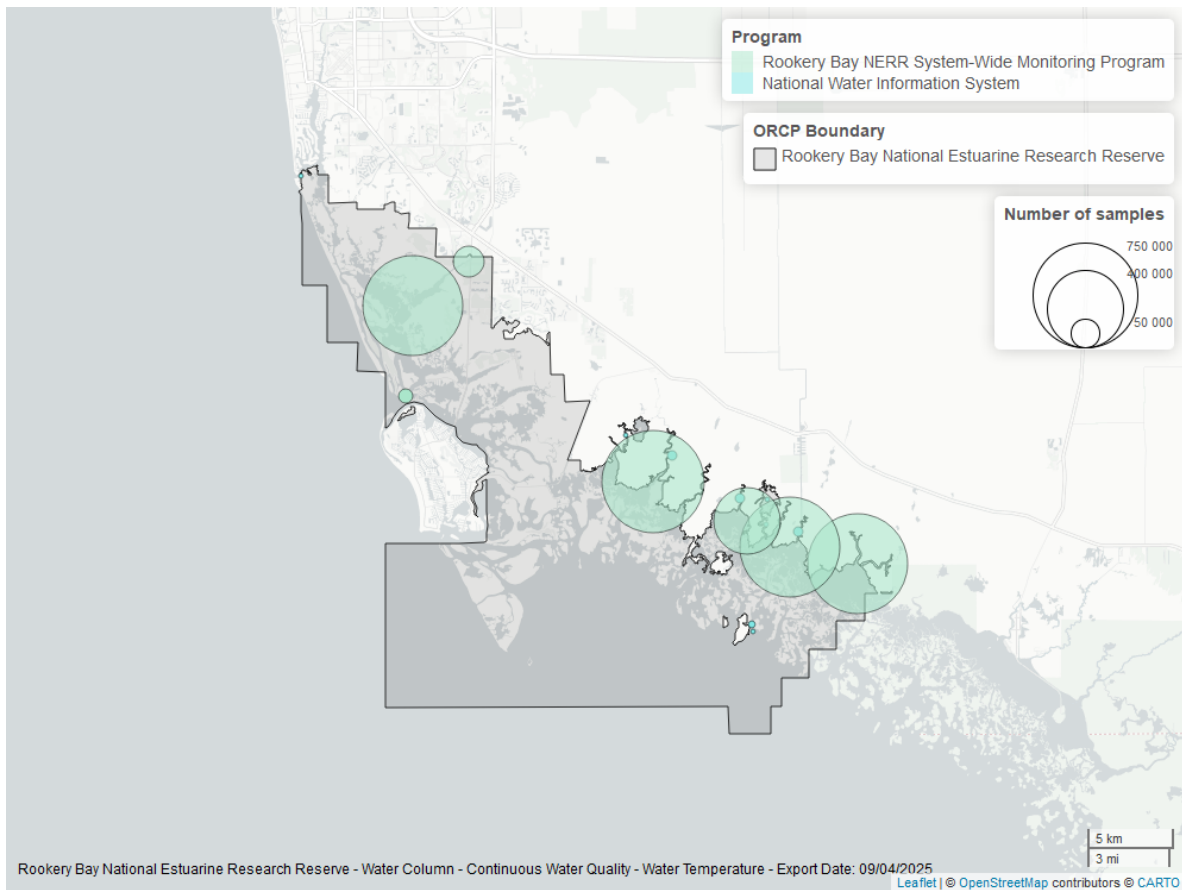 Program
Rookery Bay NERR System-Wide Monitoring Program
National Water Information System
ORCP Boundary
Rookery Bay National Estuarine Research Reserve
Number of samples
750 000
400 000
50 000
5 km
3 mi
Rookery Bay National Estuarine Research Reserve - Water Column - Continuous Water Quality - Water Temperature - Export Date: 09/04/2025
Leaflet | © OpenStreetMap contributors © CARTO